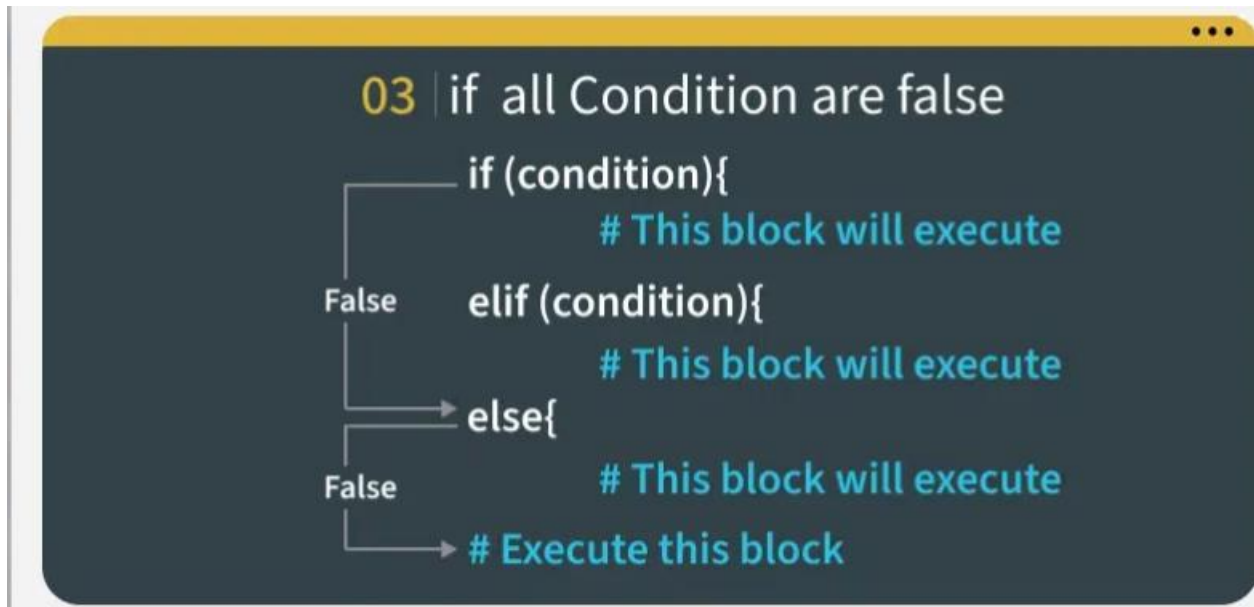 03 if all Condition are false
if (condition){
# This block will execute
False
elif (condition){
# This block will execute
else{
False
# This block will execute
# Execute this block